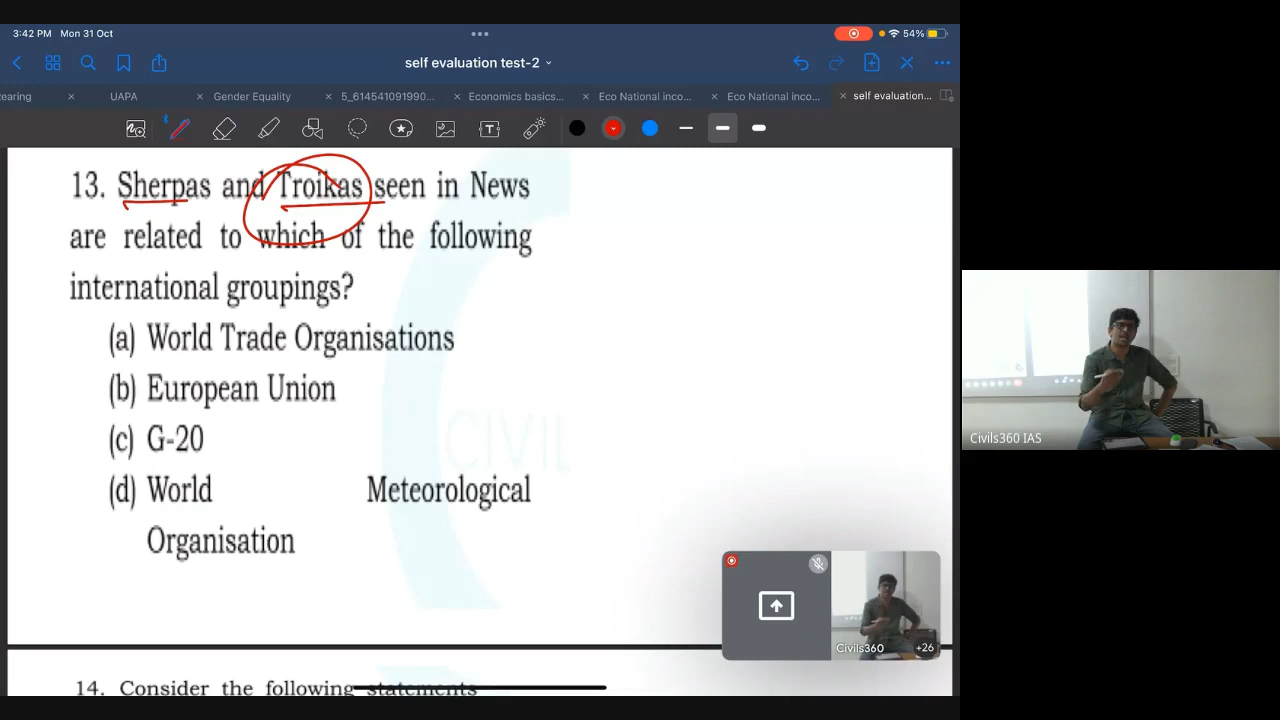 3:42 PM Mon 31 Oct
54%
self evaluation test-2
earing
UAPA
Gender Equality
5_614541091990...
Economics basics...
Eco National inco...
Eco National inco...
self evaluation...
13. Sherpas and Troikas seen in News
are related to which of the following
international groupings?
(a) World Trade Organisations
(b) European Union
(c) G-20
(d) World Meteorological
Organisation
CIVIL
14. Consider the following statements
Civils360
+26
Civils360 IAS